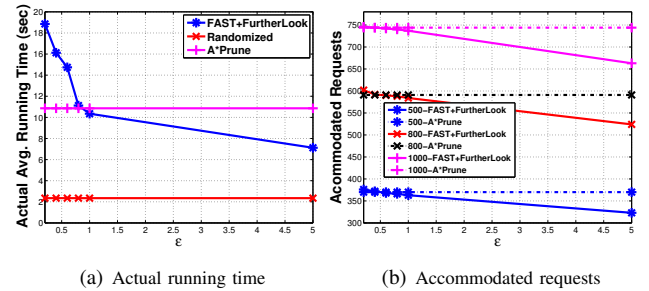 Actual Avg. Running Time (sec)
20
18
16
14
12
10
8
6
4
2
0
0.5 1 1.5 2 2.5 3 3.5 4 4.5 5
ε
FAST+FurtherLook
Randomized
A*Prune
(a) Actual running time
Acommodated Requests
750
700
650
600
550
500
450
400
350
300
0.5 1 1.5 2 2.5 3 3.5 4 4.5 5
ε
500-FAST+FurtherLook
500-A*Prune
800-FAST+FurtherLook
800-A*Prune
1000-FAST+FurtherLook
1000-A*Prune
(b) Accommodated requests